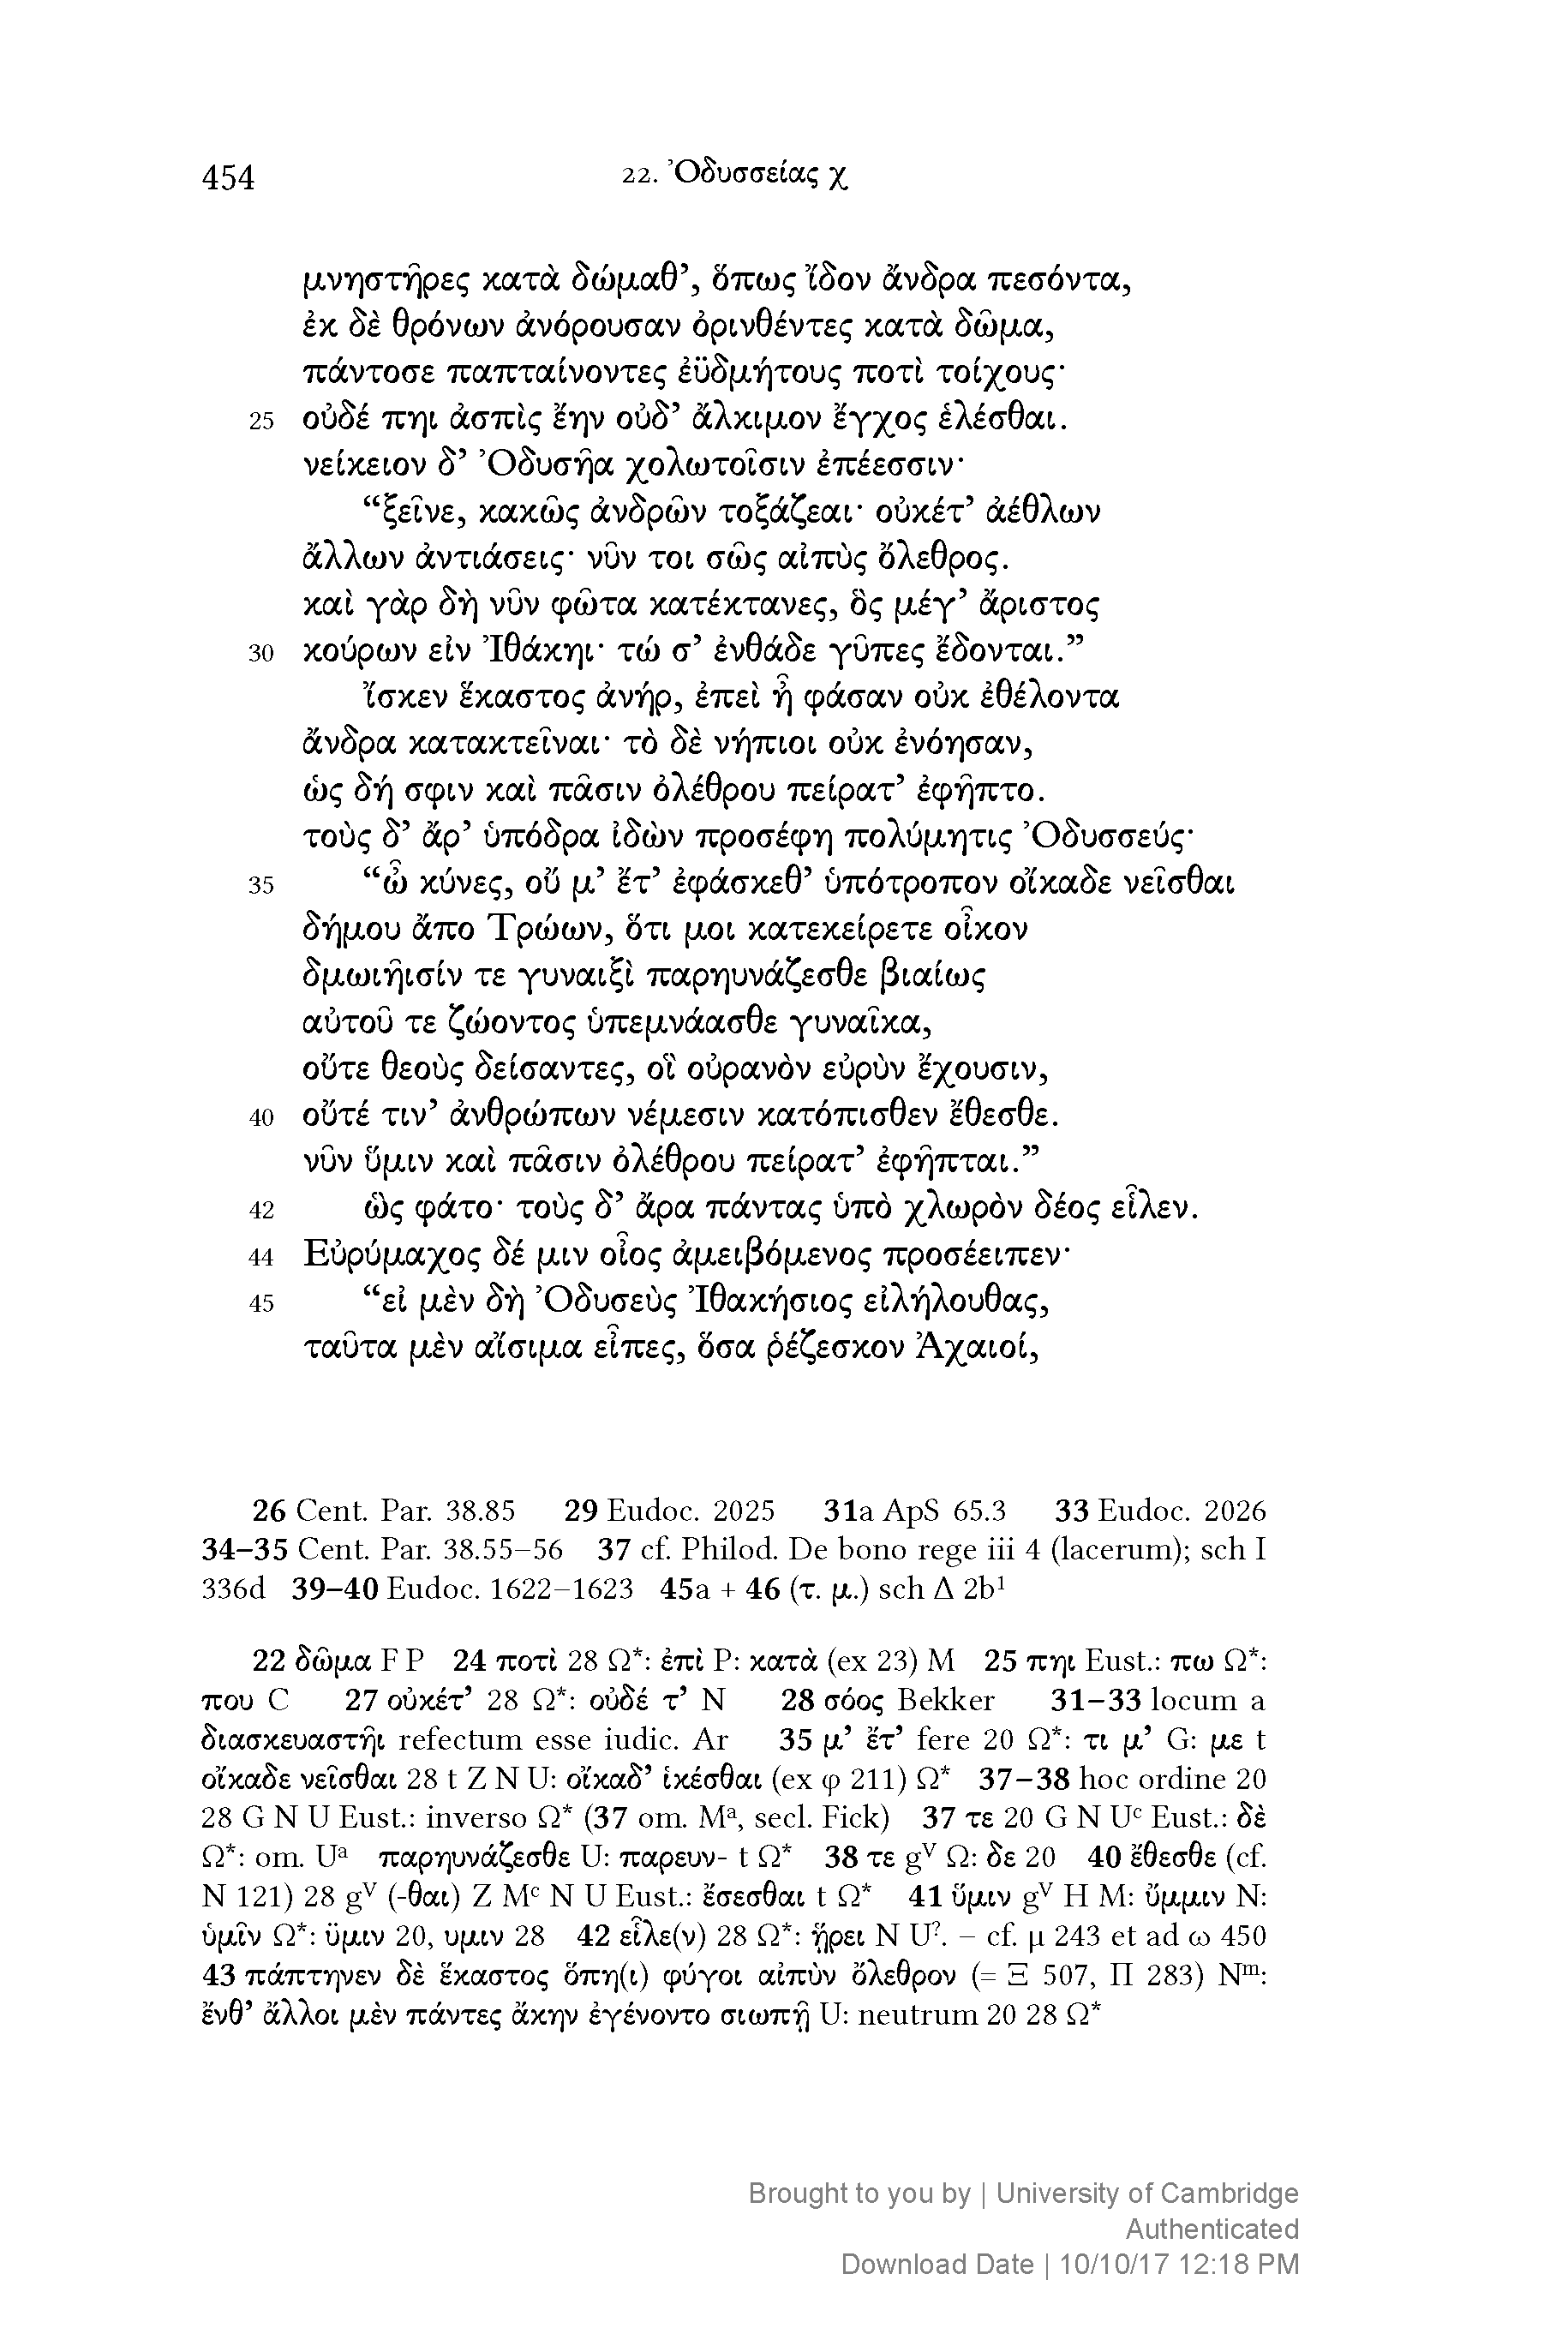 454 22. Ὀδυσσείας χ
μνηστῆρες κατὰ δώμαθ’, ὅπως ἴδον ἄνδρα πεσόντα,
ἐκ δὲ θρόνων ἀνόρουσαν ὀρινθέντες κατὰ δῶμα,
πάντοσε παπταίνοντες ἐϋδμήτους ποτὶ τοίχους·
25 οὐδέ πηι ἀσπὶς ἔην οὐδ’ ἄλκιμον ἔγχος ἑλέσθαι.
νείκειον δ’ Ὀδυσῆα χολωτοῖσιν ἐπέεσσιν·
“ξεῖνε, κακῶς ἀνδρῶν τοξάζεαι· οὐκέτ’ ἀέθλων
ἄλλων ἀντιάσεις· νῦν τοι σῶς αἰπὺς ὄλεθρος.
καὶ γὰρ δὴ νῦν φῶτα κατέκτανες, ὃς μέγ’ ἄριστος
30 κούρων εἰν Ἰθάκηι· τώ σ’ ἐνθάδε γῦπες ἔδονται.”
ἴσκεν ἕκαστος ἀνήρ, ἐπεὶ ἦ φάσαν οὐκ ἐθέλοντα
ἄνδρα κατακτεῖναι· τὸ δὲ νήπιοι οὐκ ἐνόησαν,
ὡς δή σφιν καὶ πᾶσιν ὀλέθρου πείρατ’ ἐφῆπτο.
τοὺς δ’ ἄρ’ ὑπόδρα ἰδὼν προσέφη πολύμητις Ὀδυσσεύς·
35 “ὦ κύνες, οὔ μ’ ἔτ’ ἐφάσκεθ’ ὑπότροπον οἴκαδε νεῖσθαι
δήμου ἄπο Τρώων, ὅτι μοι κατεκείρετε οἶκον
δμωιῆισίν τε γυναιξὶ παρηυνάζεσθε βιαίως
αὐτοῦ τε ζώοντος ὑπεμνάασθε γυναῖκα,
οὔτε θεοὺς δείσαντες, οἳ οὐρανὸν εὐρὺν ἔχουσιν,
40 οὔτέ τιν’ ἀνθρώπων νέμεσιν κατόπισθεν ἔθεσθε.
νῦν ὕμιν καὶ πᾶσιν ὀλέθρου πείρατ’ ἐφῆπται.”
42 ὣς φάτο· τοὺς δ’ ἄρα πάντας ὑπὸ χλωρὸν δέος εἷλεν.
44 Εὐρύμαχος δέ μιν οἶος ἀμειβόμενος προσέειπεν·
45 “εἰ μὲν δὴ Ὀδυσεὺς Ἰθακήσιος εἰλήλουθας,
ταῦτα μὲν αἴσιμα εἶπες, ὅσα ῥέζεσκον Ἀχαιοί,
26 Cent. Par. 38.85 29 Eudoc. 2025 31a ApS 65.3 33 Eudoc. 2026
34–35 Cent. Par. 38.55–56 37 cf. Philod. De bono rege iii 4 (lacerum); sch I
336d 39–40 Eudoc. 1622–1623 45a + 46 (τ. μ.) sch Δ 2b¹
22 δῶμα F P 24 ποτὶ 28 Ω*: ἐπὶ P: κατὰ (ex 23) M 25 πηι Eust.: πω Ω*:
που C 27 οὐκέτ’ 28 Ω*: οὐδέ τ’ N 28 σόος Bekker 31–33 locum a
διασκευαστῆι refectum esse iudic. Ar 35 μ’ ἔτ’ fere 20 Ω*: τι μ’ G: με t
οἴκαδε νεῖσθαι 28 t Z N U: οἴκαδ’ ἱκέσθαι (ex φ 211) Ω* 37–38 hoc ordine 20
28 G N U Eust.: inverso Ω* (37 om. Mᵃ, secl. Fick) 37 τε 20 G N Uᶜ Eust.: δὲ
Ω*: om. Uᵃ παρηυνάζεσθε U: παρευν- t Ω* 38 τε gⱽ Ω: δε 20 40 ἔθεσθε (cf.
N 121) 28 gⱽ (-θαι) Z Mᶜ N U Eust.: ἔσεσθαι t Ω* 41 ὕμιν gⱽ H M: ὔμμιν N:
ὑμῖν Ω*: ϋμιν 20, υμιν 28 42 εἷλε(ν) 28 Ω*: ᾕρει N U?. – cf. μ 243 et ad ω 450
43 πάπτηνεν δὲ ἕκαστος ὅπη(ι) φύγοι αἰπὺν ὄλεθρον (= Ξ 507, Π 283) Nᵐ:
ἔνθ’ ἄλλοι μὲν πάντες ἄκην ἐγένοντο σιωπῇ U: neutrum 20 28 Ω*
Brought to you by | University of Cambridge
Authenticated
Download Date | 10/10/17 12:18 PM